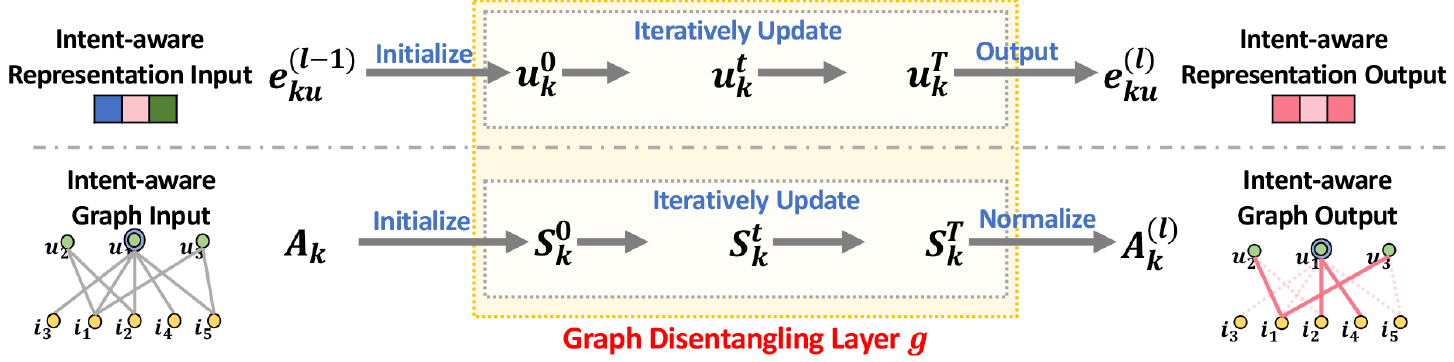 Intent-aware
Representation Input
e_{ku}^{(l-1)} Initialize u_k^0 Iteratively Update u_k^t u_k^T Output e_{ku}^{(l)}
Intent-aware
Representation Output
Intent-aware
Graph Input
u_2 u_3
i_3 i_1 i_2 i_4 i_5
A_k Initialize S_k^0 Iteratively Update S_k^t S_k^T Normalize A_k^{(l)}
Intent-aware
Graph Output
u_2 u_1 u_3
i_3 i_1 i_2 i_4 i_5
Graph Disentangling Layer g